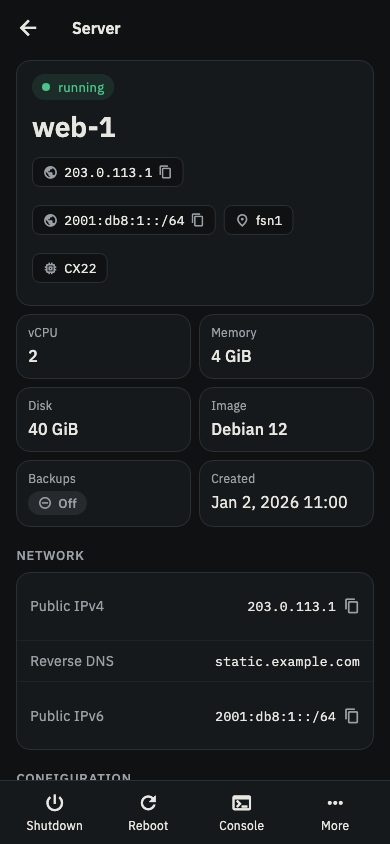 Server
running
web-1
203.0.113.1
2001:db8:1::/64 fsn1
CX22
vCPU Memory
2 4 GiB
Disk Image
40 GiB Debian 12
Backups Created
Off Jan 2, 2026 11:00
NETWORK
Public IPv4 203.0.113.1
Reverse DNS static.example.com
Public IPv6 2001:db8:1::/64
CONFIGURATION
Shutdown Reboot Console More